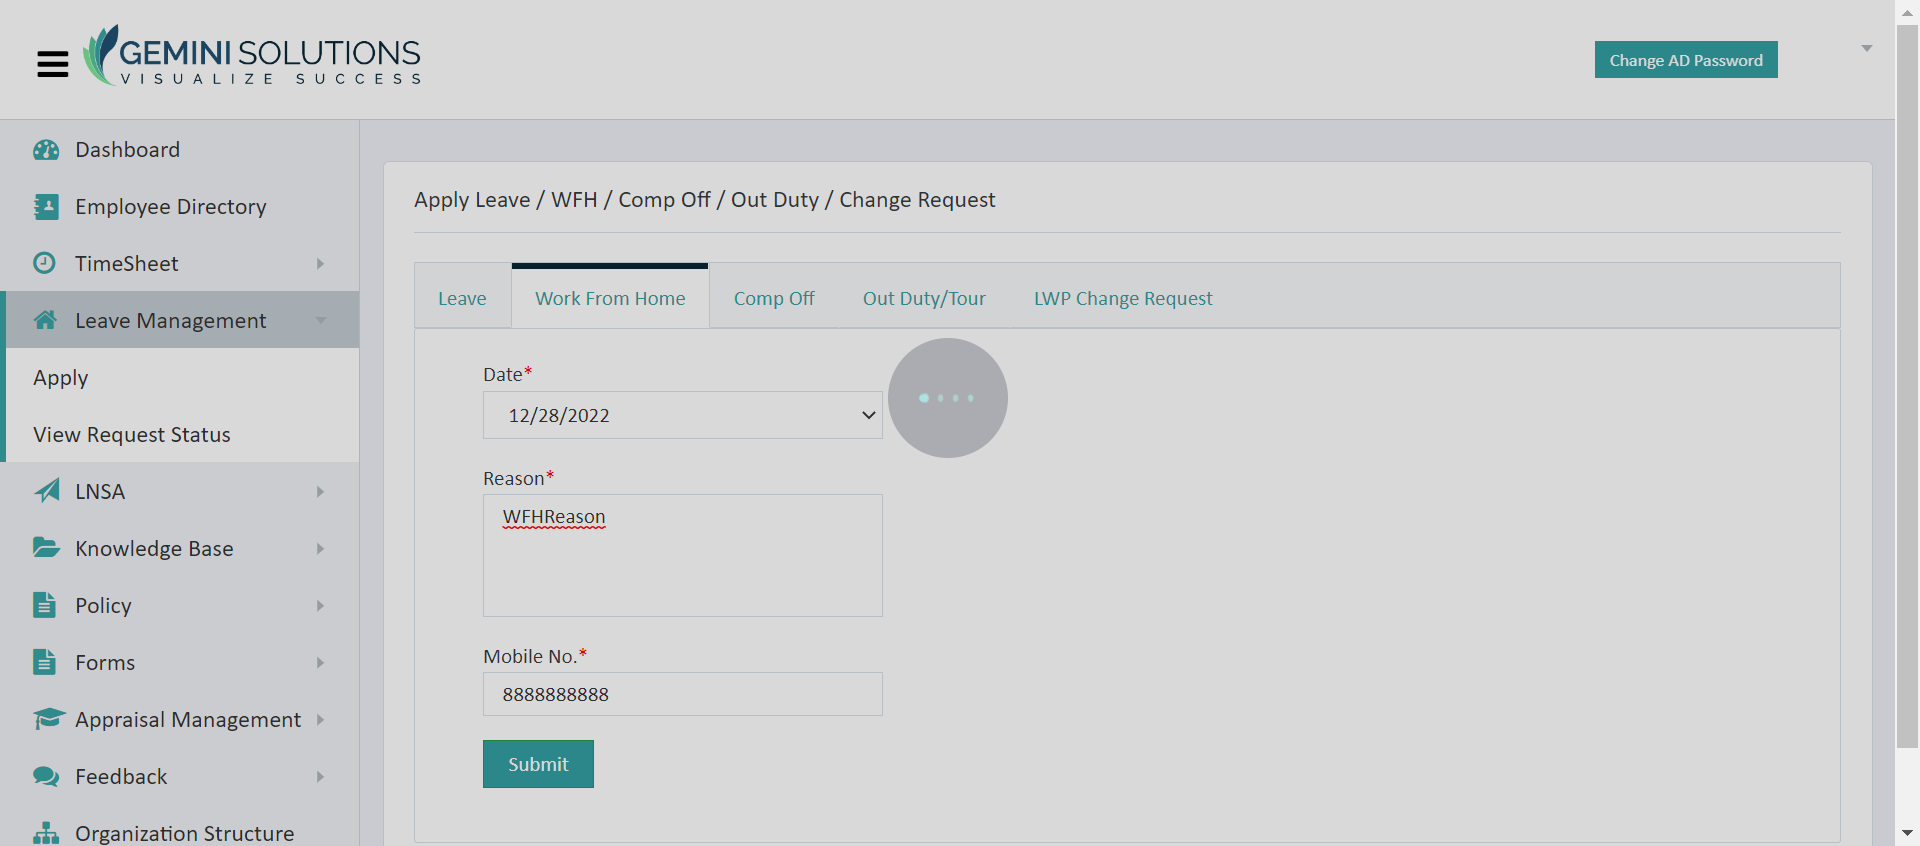 GEMINI SOLUTIONS
VISUALIZE SUCCESS
Change AD Password
Dashboard
Employee Directory
TimeSheet
Leave Management
Apply
View Request Status
LNSA
Knowledge Base
Policy
Forms
Appraisal Management
Feedback
Organization Structure
Apply Leave / WFH / Comp Off / Out Duty / Change Request
Leave
Work From Home
Comp Off
Out Duty/Tour
LWP Change Request
Date*
12/28/2022
Reason*
WFHReason
Mobile No.*
8888888888
Submit